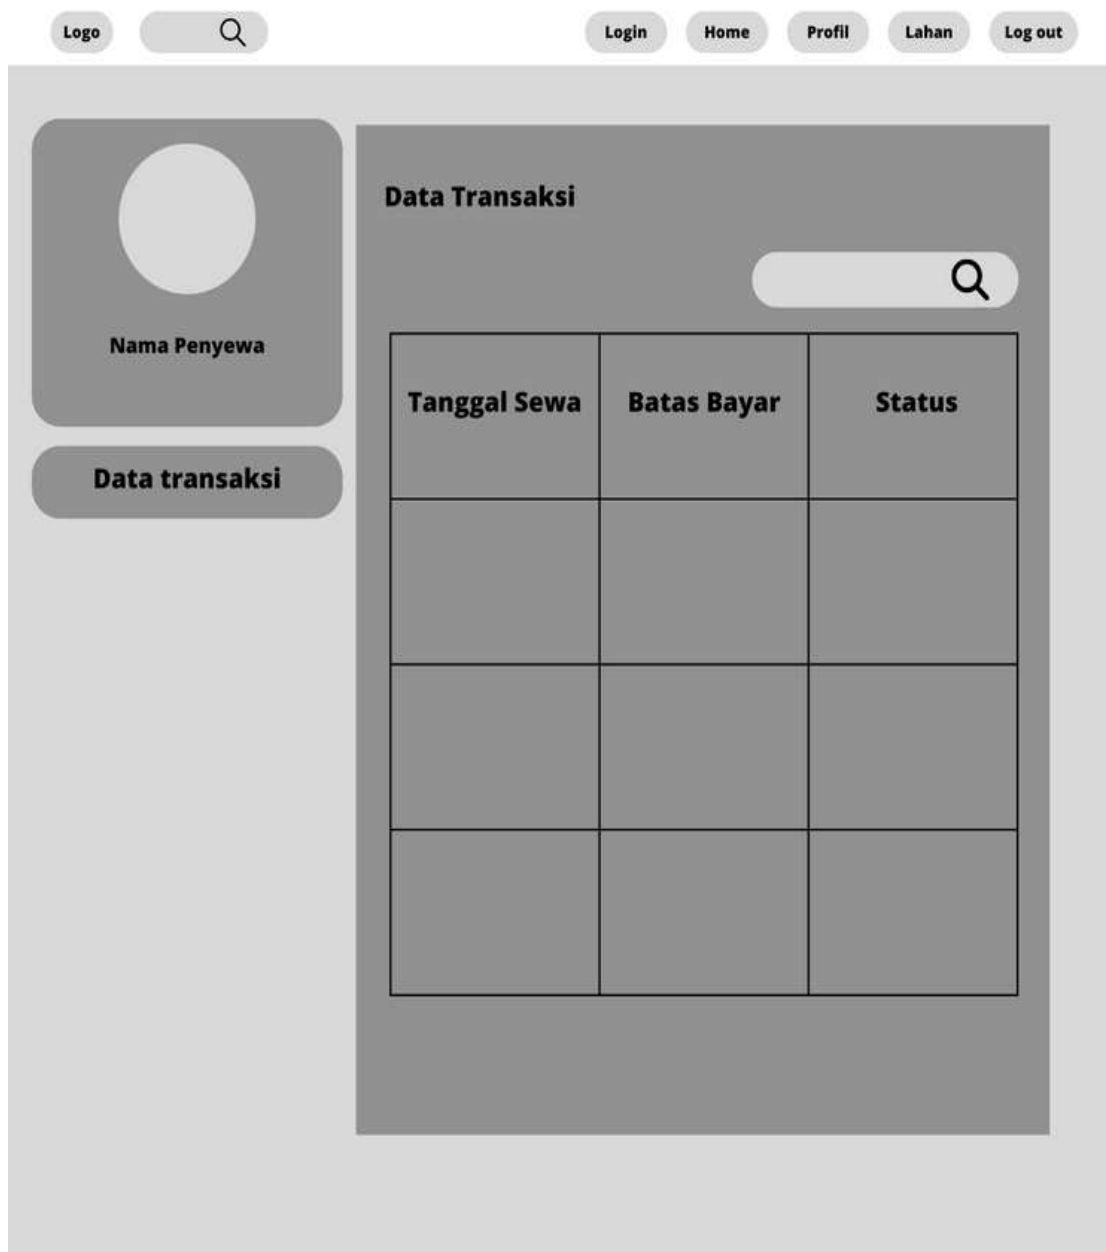 Logo
Login
Home
Profil
Lahan
Log out
Nama Penyewa
Data transaksi
Data Transaksi
Tanggal Sewa
Batas Bayar
Status